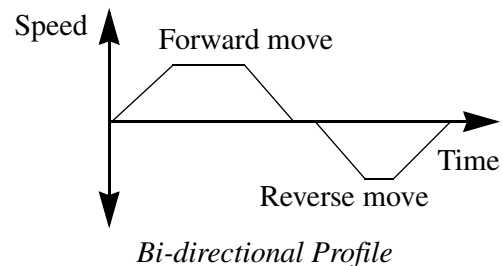 Speed
Forward move
Time
Reverse move
Bi-directional Profile